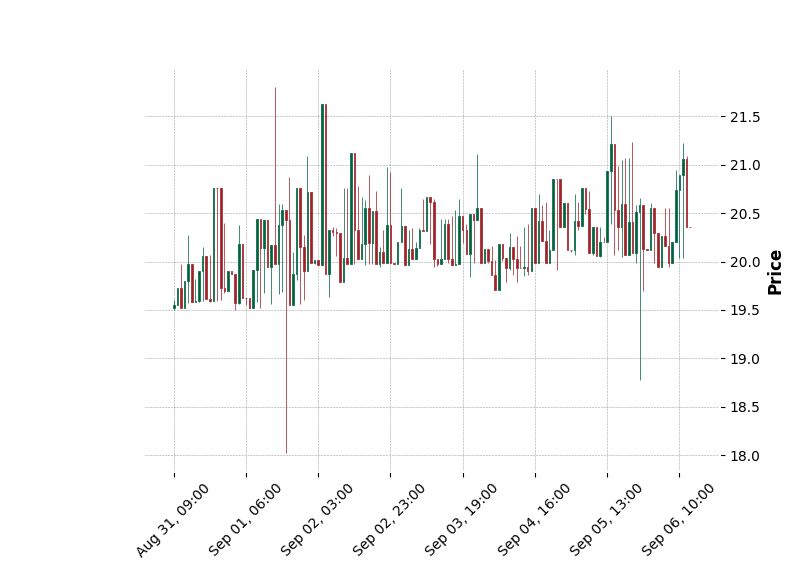 21.5
21.0
20.5
20.0
19.5
19.0
18.5
18.0
Price
Aug 31, 09:00
Sep 01, 06:00
Sep 02, 03:00
Sep 02, 23:00
Sep 03, 19:00
Sep 04, 16:00
Sep 05, 13:00
Sep 06, 10:00